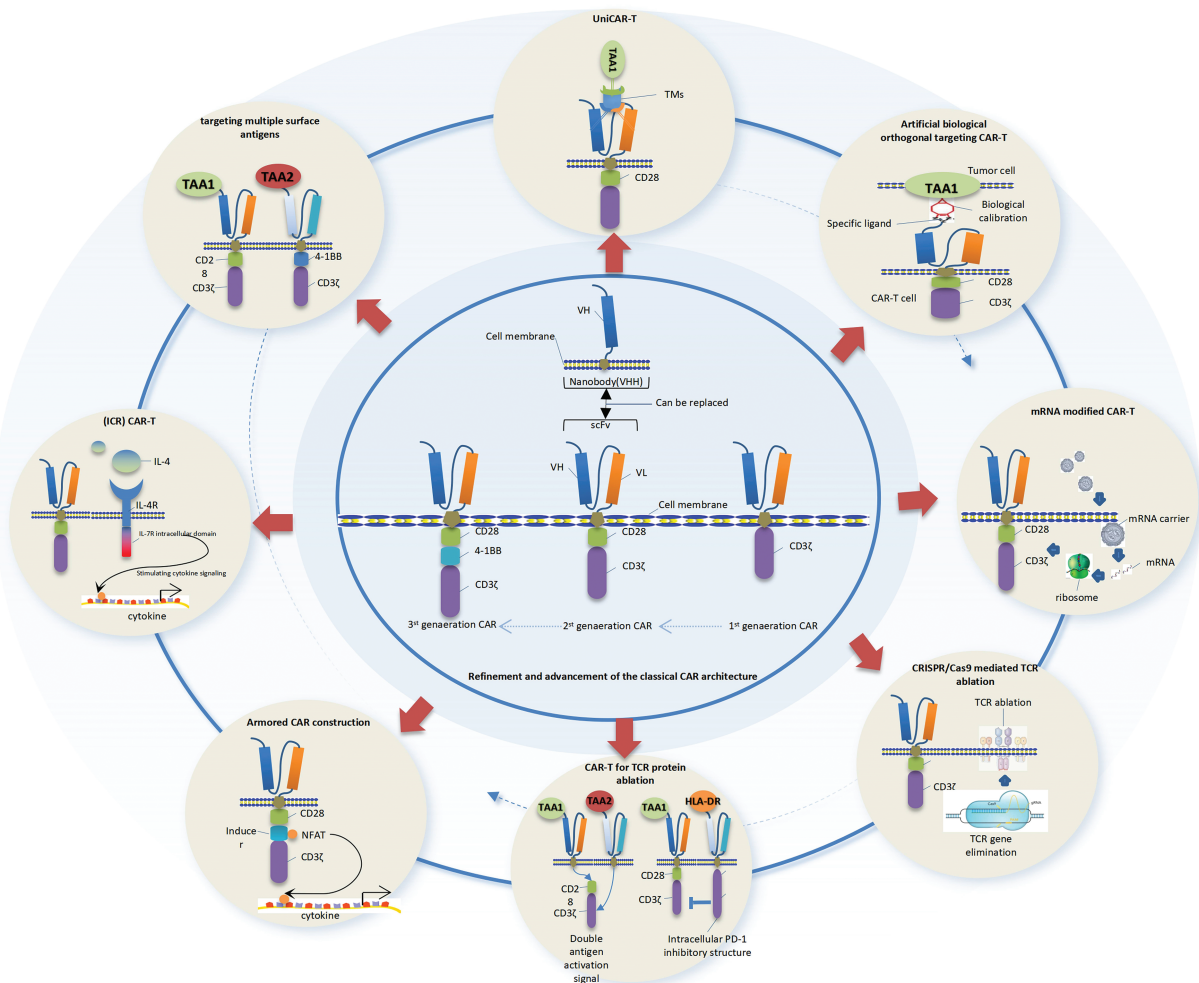 UniCAR-T
TAA1
TMs
CD28
targeting multiple surface
antigens
TAA1
TAA2
CD2
8
CD3ζ
4-1BB
CD3ζ
Artificial biological
orthogonal targeting CAR-T
Tumor cell
TAA1
Biological
calibration
Specific ligand
CD28
CAR-T cell
CD3ζ
VH
Cell membrane
Nanobody(VHH)
Can be replaced
scFv
VH
VL
Cell membrane
CD28
4-1BB
CD3ζ
CD28
CD3ζ
CD3ζ
3st genaeration CAR
2st genaeration CAR
1st genaeration CAR
Refinement and advancement of the classical CAR architecture
(ICR) CAR-T
IL-4
IL-4R
IL-7R intracellular domain
Stimulating cytokine signaling
cytokine
mRNA modified CAR-T
mRNA carrier
CD28
CD3ζ
mRNA
ribosome
CRISPR/Cas9 mediated TCR
ablation
TCR ablation
CD3ζ
Cas9
gRNA
TCR gene
elimination
Armored CAR construction
CD28
Induce
r
NFAT
CD3ζ
cytokine
CAR-T for TCR protein
ablation
TAA1
TAA2
TAA1
HLA-DR
CD2
8
CD3ζ
CD28
CD3ζ
Double
antigen
activation
signal
Intracellular PD-1
inhibitory structure